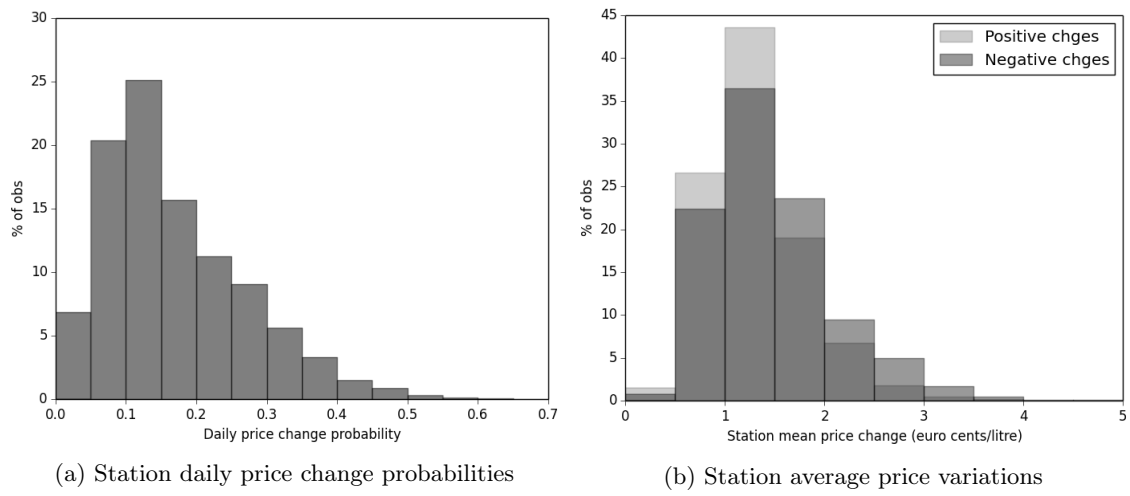 30
25
20
15
10
5
0
% of obs
0.0 0.1 0.2 0.3 0.4 0.5 0.6 0.7
Daily price change probability
(a) Station daily price change probabilities
45
40
35
30
25
20
15
10
5
0
% of obs
Positive chges
Negative chges
0 1 2 3 4 5
Station mean price change (euro cents/litre)
(b) Station average price variations